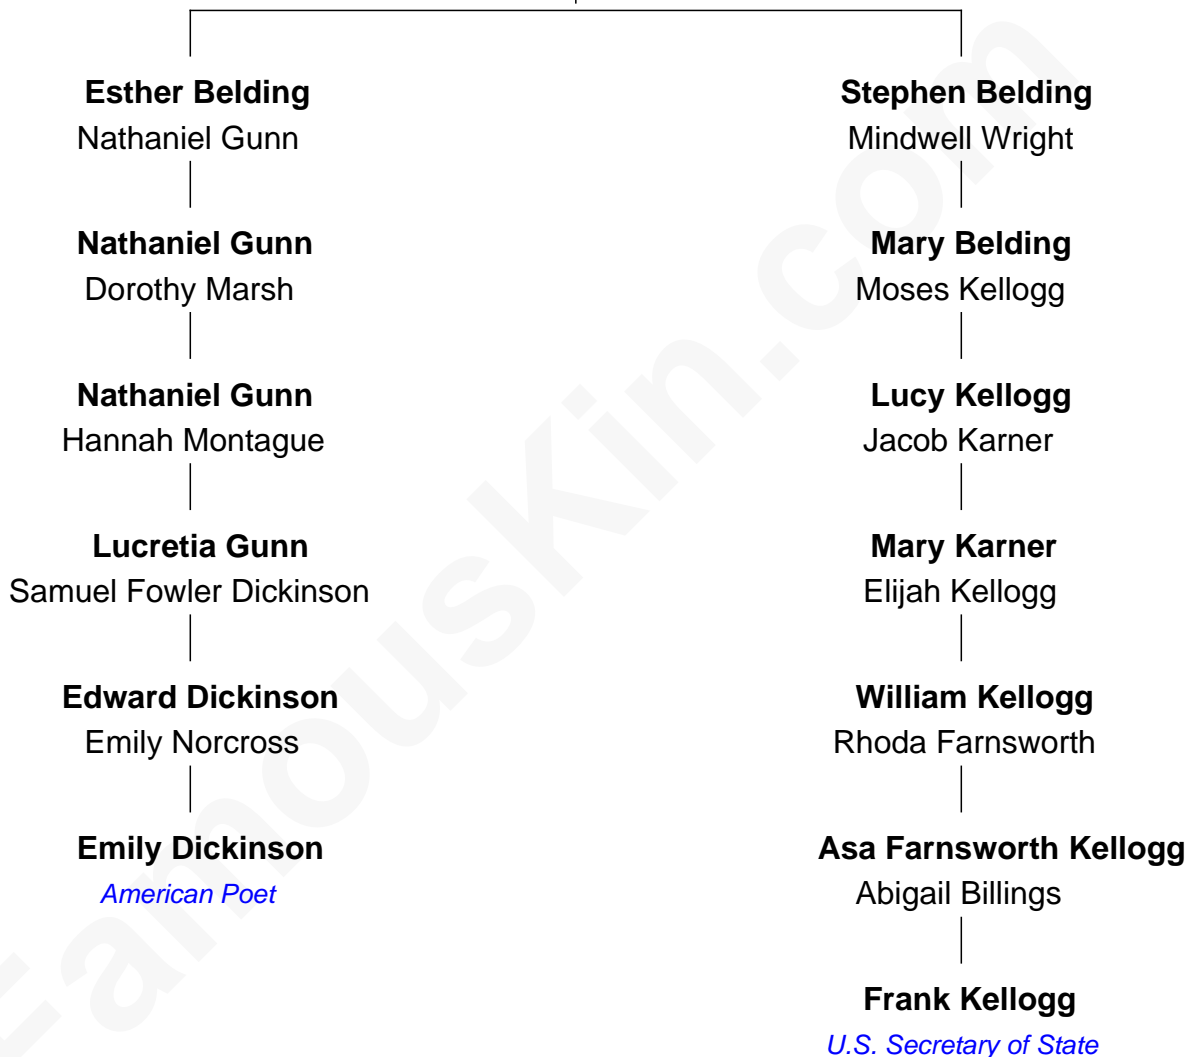 Esther Belding
Nathaniel Gunn
Nathaniel Gunn
Dorothy Marsh
Nathaniel Gunn
Hannah Montague
Lucretia Gunn
Samuel Fowler Dickinson
Edward Dickinson
Emily Norcross
Emily Dickinson
American Poet
Stephen Belding
Mindwell Wright
Mary Belding
Moses Kellogg
Lucy Kellogg
Jacob Karner
Mary Karner
Elijah Kellogg
William Kellogg
Rhoda Farnsworth
Asa Farnsworth Kellogg
Abigail Billings
Frank Kellogg
U.S. Secretary of State
FamousKin.com